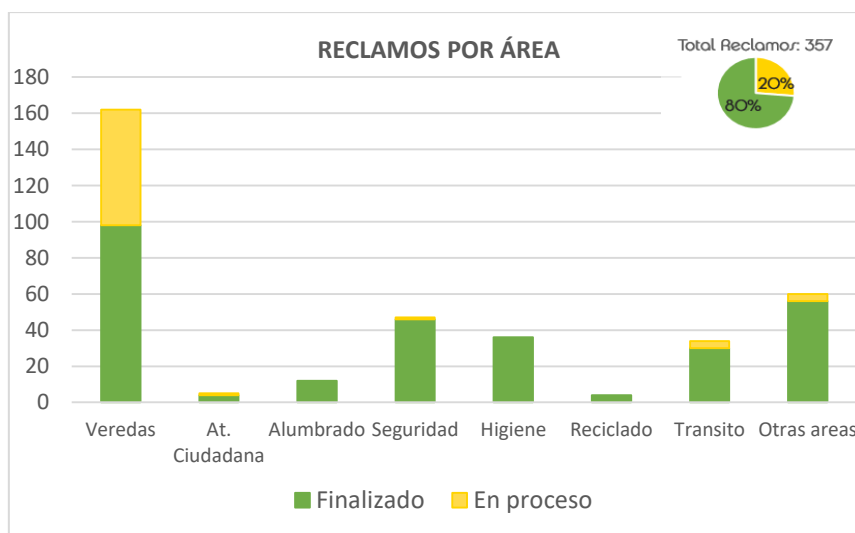 RECLAMOS POR ÁREA
Total Reclamos: 357
20%
80%
180
160
140
120
100
80
60
40
20
0
Veredas
At.
Ciudadana
Alumbrado
Seguridad
Higiene
Reciclado
Transito
Otras areas
Finalizado
En proceso